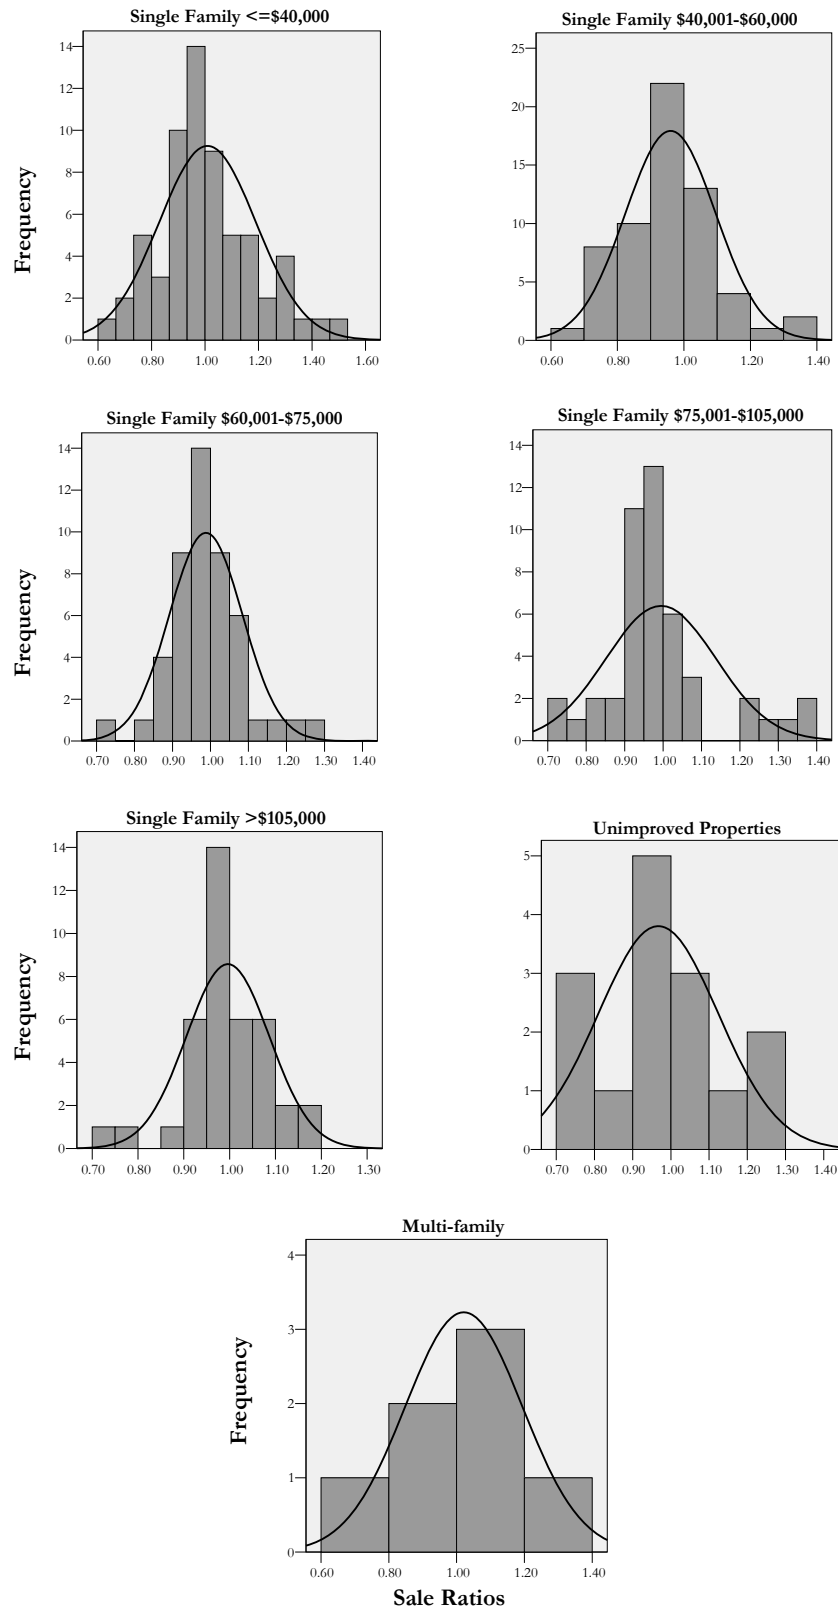 Single Family <=$40,000
14
12
10
8
6
4
2
0
Frequency
0.60 0.80 1.00 1.20 1.40 1.60
Single Family $40,001-$60,000
25
20
15
10
5
0
0.60 0.80 1.00 1.20 1.40
Single Family $60,001-$75,000
14
12
10
8
6
4
2
0
Frequency
0.70 0.80 0.90 1.00 1.10 1.20 1.30 1.40
Single Family $75,001-$105,000
14
12
10
8
6
4
2
0
0.70 0.80 0.90 1.00 1.10 1.20 1.30 1.40
Single Family >$105,000
14
12
10
8
6
4
2
0
Frequency
0.70 0.80 0.90 1.00 1.10 1.20 1.30
Unimproved Properties
5
4
3
2
1
0
0.70 0.80 0.90 1.00 1.10 1.20 1.30 1.40
Multi-family
4
3
2
1
0
Frequency
0.60 0.80 1.00 1.20 1.40
Sale Ratios